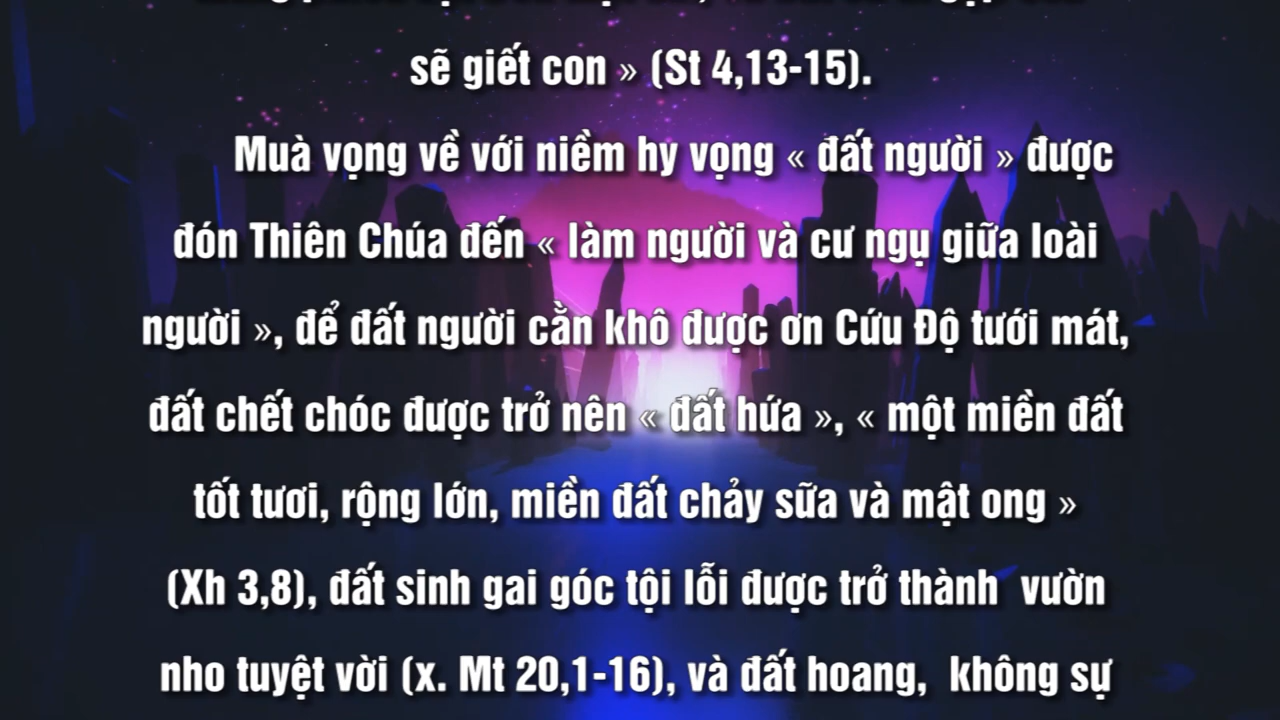 sẽ giết con » (St 4,13-15).
Muà vọng về với niềm hy vọng « đất người » được
đón Thiên Chúa đến « làm người và cư ngụ giữa loài
người », để đất người cằn khô được ơn Cứu Độ tưới mát,
đất chết chóc được trở nên « đất hứa », « một miền đất
tốt tươi, rộng lớn, miền đất chảy sữa và mật ong »
(Xh 3,8), đất sinh gai góc tội lỗi được trở thành vườn
nho tuyệt vời (x. Mt 20,1-16), và đất hoang, không sự